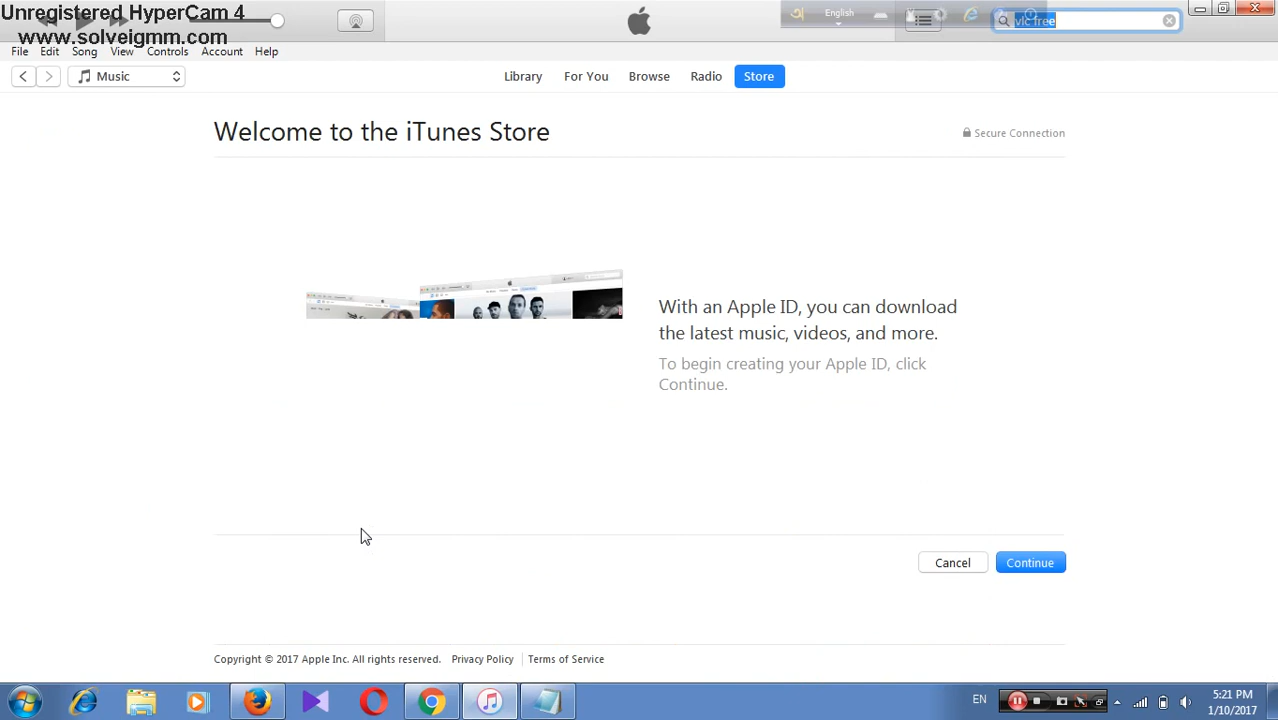 Unregistered HyperCam 4
www.solveigmm.com
English
vlc free
File Edit Song View Controls Account Help
Music
Library For You Browse Radio Store
Welcome to the iTunes Store
Secure Connection
With an Apple ID, you can download
the latest music, videos, and more.
To begin creating your Apple ID, click
Continue.
Cancel Continue
Copyright © 2017 Apple Inc. All rights reserved. Privacy Policy Terms of Service
EN
5:21 PM
1/10/2017